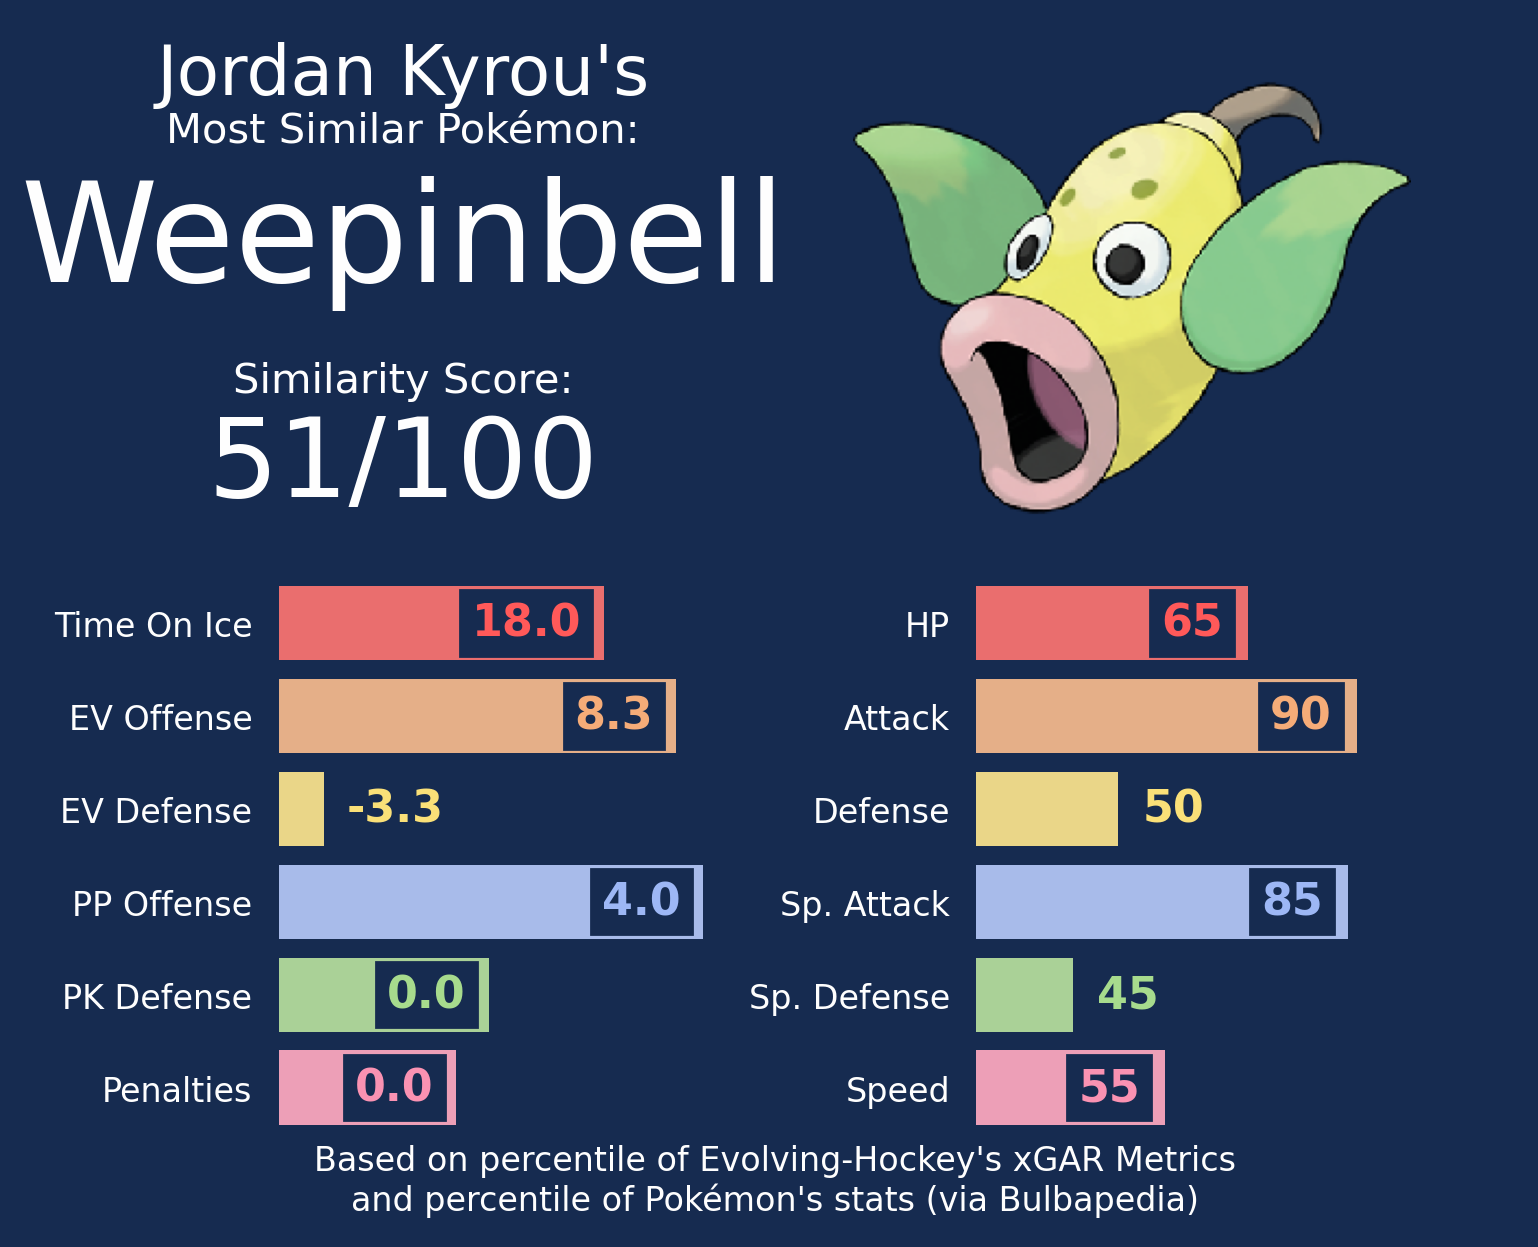 Jordan Kyrou's
Most Similar Pokémon:
Weepinbell
Similarity Score:
51/100
Time On Ice 18.0
EV Offense 8.3
EV Defense -3.3
PP Offense 4.0
PK Defense 0.0
Penalties 0.0
HP 65
Attack 90
Defense 50
Sp. Attack 85
Sp. Defense 45
Speed 55
Based on percentile of Evolving-Hockey's xGAR Metrics
and percentile of Pokémon's stats (via Bulbapedia)